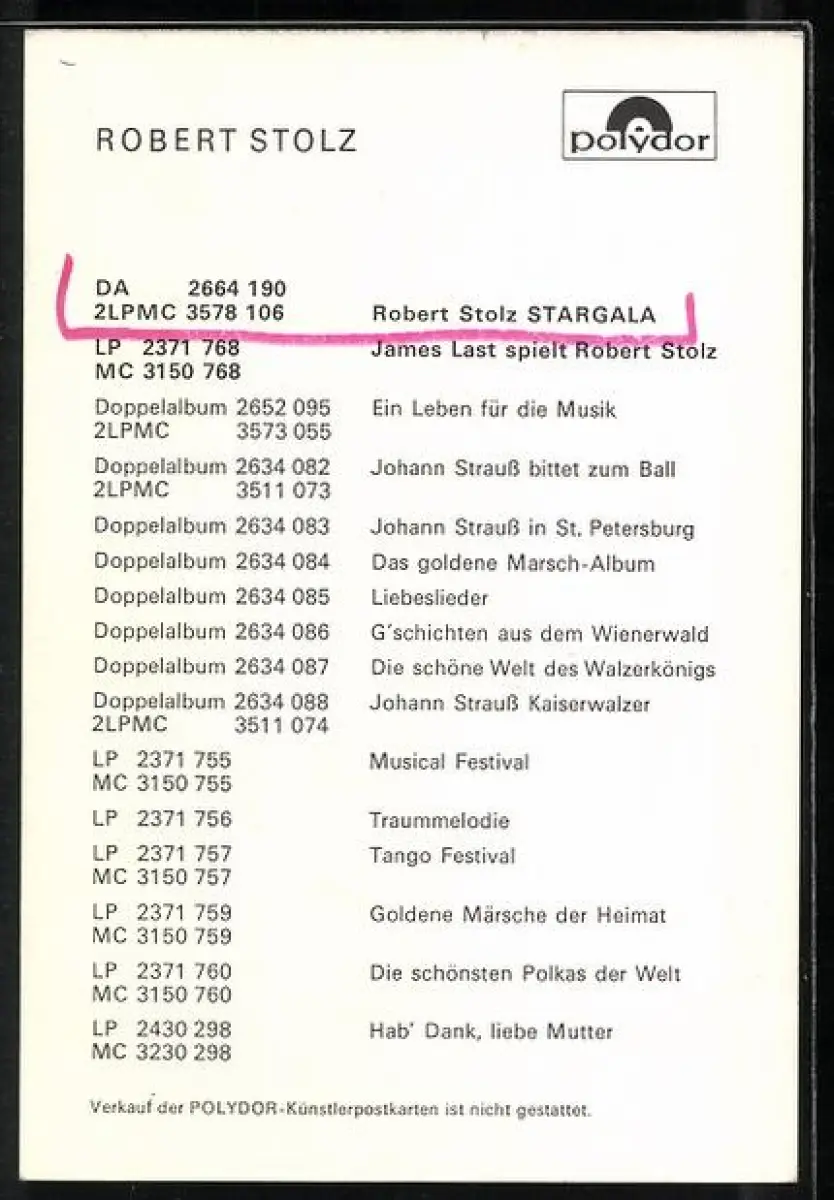 ROBERT STOLZ
polydor
DA 2664 190
2LPMC 3578 106 Robert Stolz STARGALA
LP 2371 768 James Last spielt Robert Stolz
MC 3150 768
Doppelalbum 2652 095 Ein Leben für die Musik
2LPMC 3573 055
Doppelalbum 2634 082 Johann Strauß bittet zum Ball
2LPMC 3511 073
Doppelalbum 2634 083 Johann Strauß in St. Petersburg
Doppelalbum 2634 084 Das goldene Marsch-Album
Doppelalbum 2634 085 Liebeslieder
Doppelalbum 2634 086 G'schichten aus dem Wienerwald
Doppelalbum 2634 087 Die schöne Welt des Walzerkönigs
Doppelalbum 2634 088 Johann Strauß Kaiserwalzer
2LPMC 3511 074
LP 2371 755 Musical Festival
MC 3150 755
LP 2371 756 Traummelodie
LP 2371 757 Tango Festival
MC 3150 757
LP 2371 759 Goldene Märsche der Heimat
MC 3150 759
LP 2371 760 Die schönsten Polkas der Welt
MC 3150 760
LP 2430 298 Hab' Dank, liebe Mutter
MC 3230 298
Verkauf der POLYDOR-Künstlerpostkarten ist nicht gestattet.